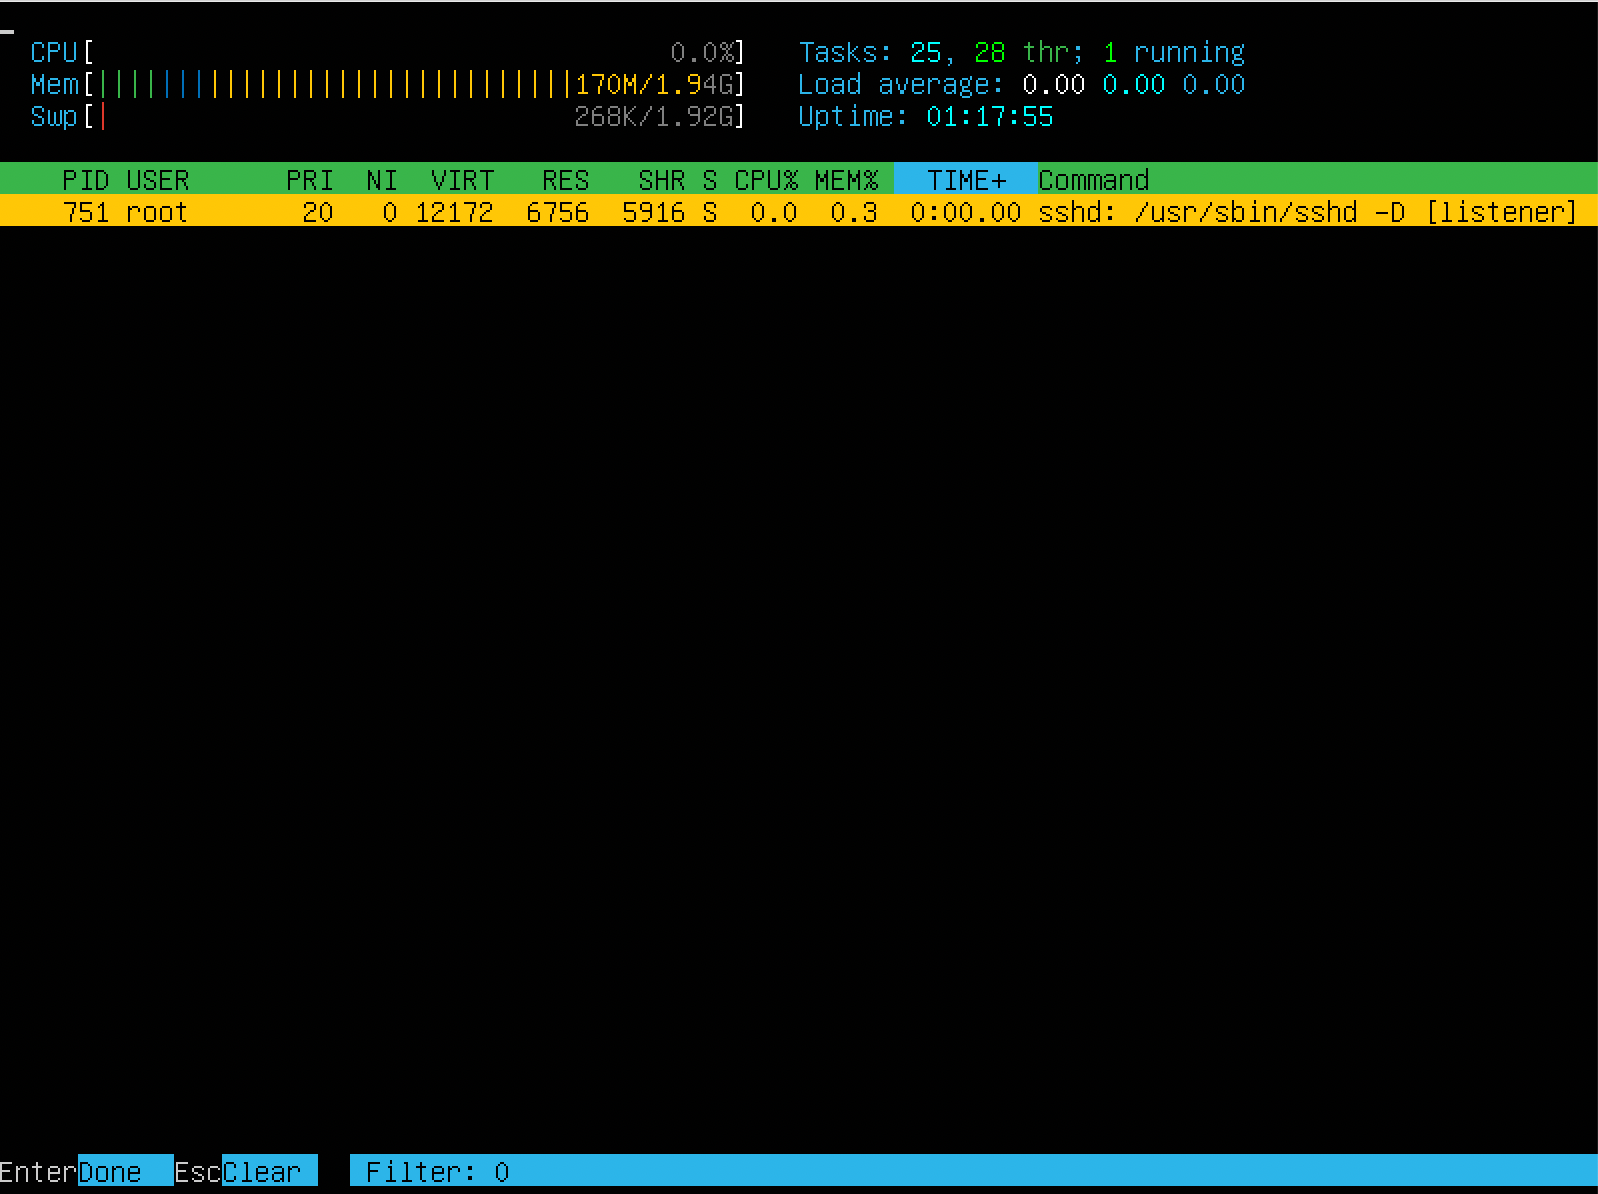 CPU[ 0.0%] Tasks: 25, 28 thr; 1 running
Mem[||||||||||||||||||||||||||||||170M/1.94G] Load average: 0.00 0.00 0.00
Swp[| 268K/1.92G] Uptime: 01:17:55
PID USER PRI NI VIRT RES SHR S CPU% MEM% TIME+ Command
751 root 20 0 12172 6756 5916 S 0.0 0.3 0:00.00 sshd: /usr/sbin/sshd -D [listener]
EnterDone EscClear Filter: 0